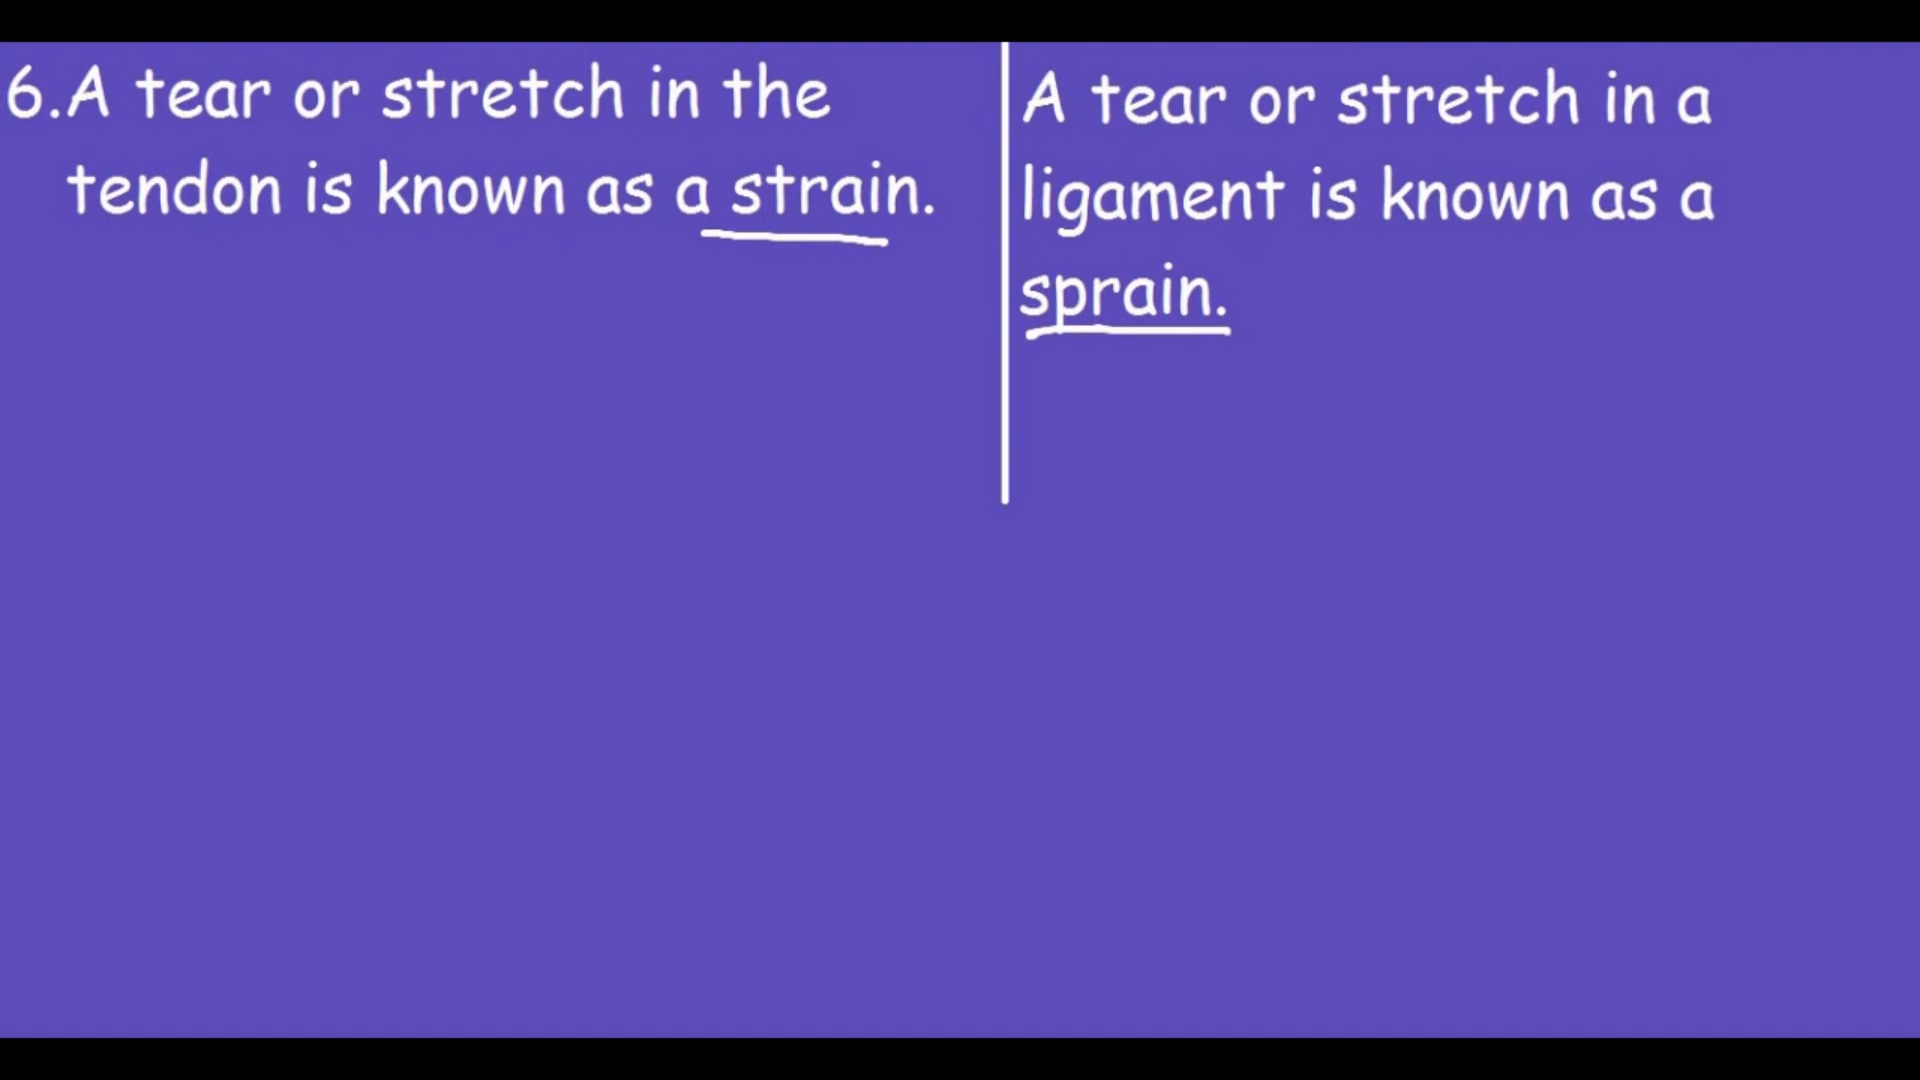 6.A tear or stretch in the
tendon is known as a strain.
A tear or stretch in a
ligament is known as a
sprain.